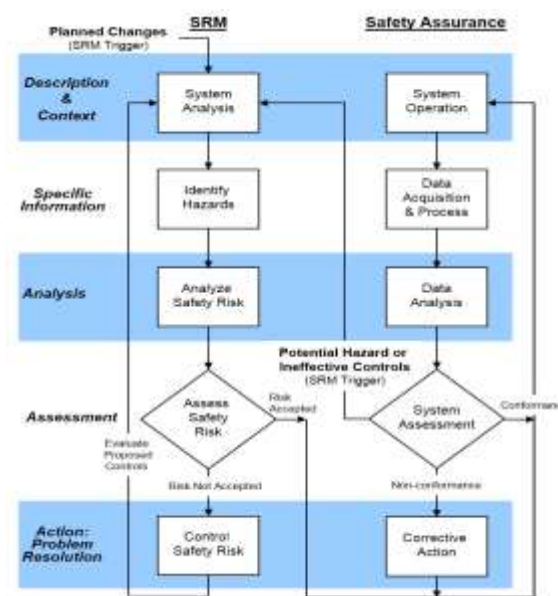 SRM
Safety Assurance
Planned Changes
(SRM Trigger)
Description
&
Context
System
Analysis
System
Operation
Specific
Information
Identify
Hazards
Data
Acquisition
& Process
Analysis
Analyze
Safety Risk
Data
Analysis
Potential Hazard or
Ineffective Controls
(SRM Trigger)
Assessment
Assess
Safety
Risk
Risk
Accepted
System
Assessment
Conformance
Evaluate
Proposed
Controls
Risk Not Accepted
Non-conformance
Action:
Problem
Resolution
Control
Safety Risk
Corrective
Action